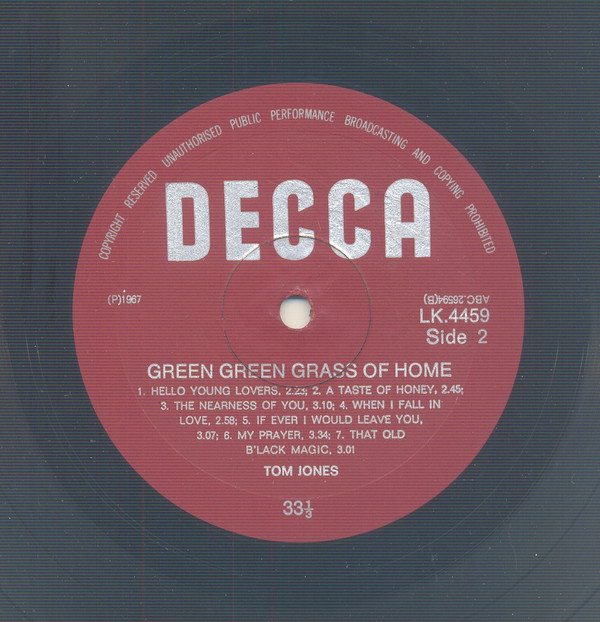 COPYRIGHT RESERVED UNAUTHORISED PUBLIC PERFORMANCE BROADCASTING AND COPYING PROHIBITED
DECCA
(P)1967
ABC.26594(B)
LK.4459
Side 2
GREEN GREEN GRASS OF HOME
1. HELLO YOUNG LOVERS, 2.23; 2. A TASTE OF HONEY, 2.45;
3. THE NEARNESS OF YOU, 3.10; 4. WHEN I FALL IN
LOVE, 2.58; 5. IF EVER I WOULD LEAVE YOU,
3.07; 6. MY PRAYER, 3.34; 7. THAT OLD
B'LACK MAGIC, 3.01
TOM JONES
33⅓